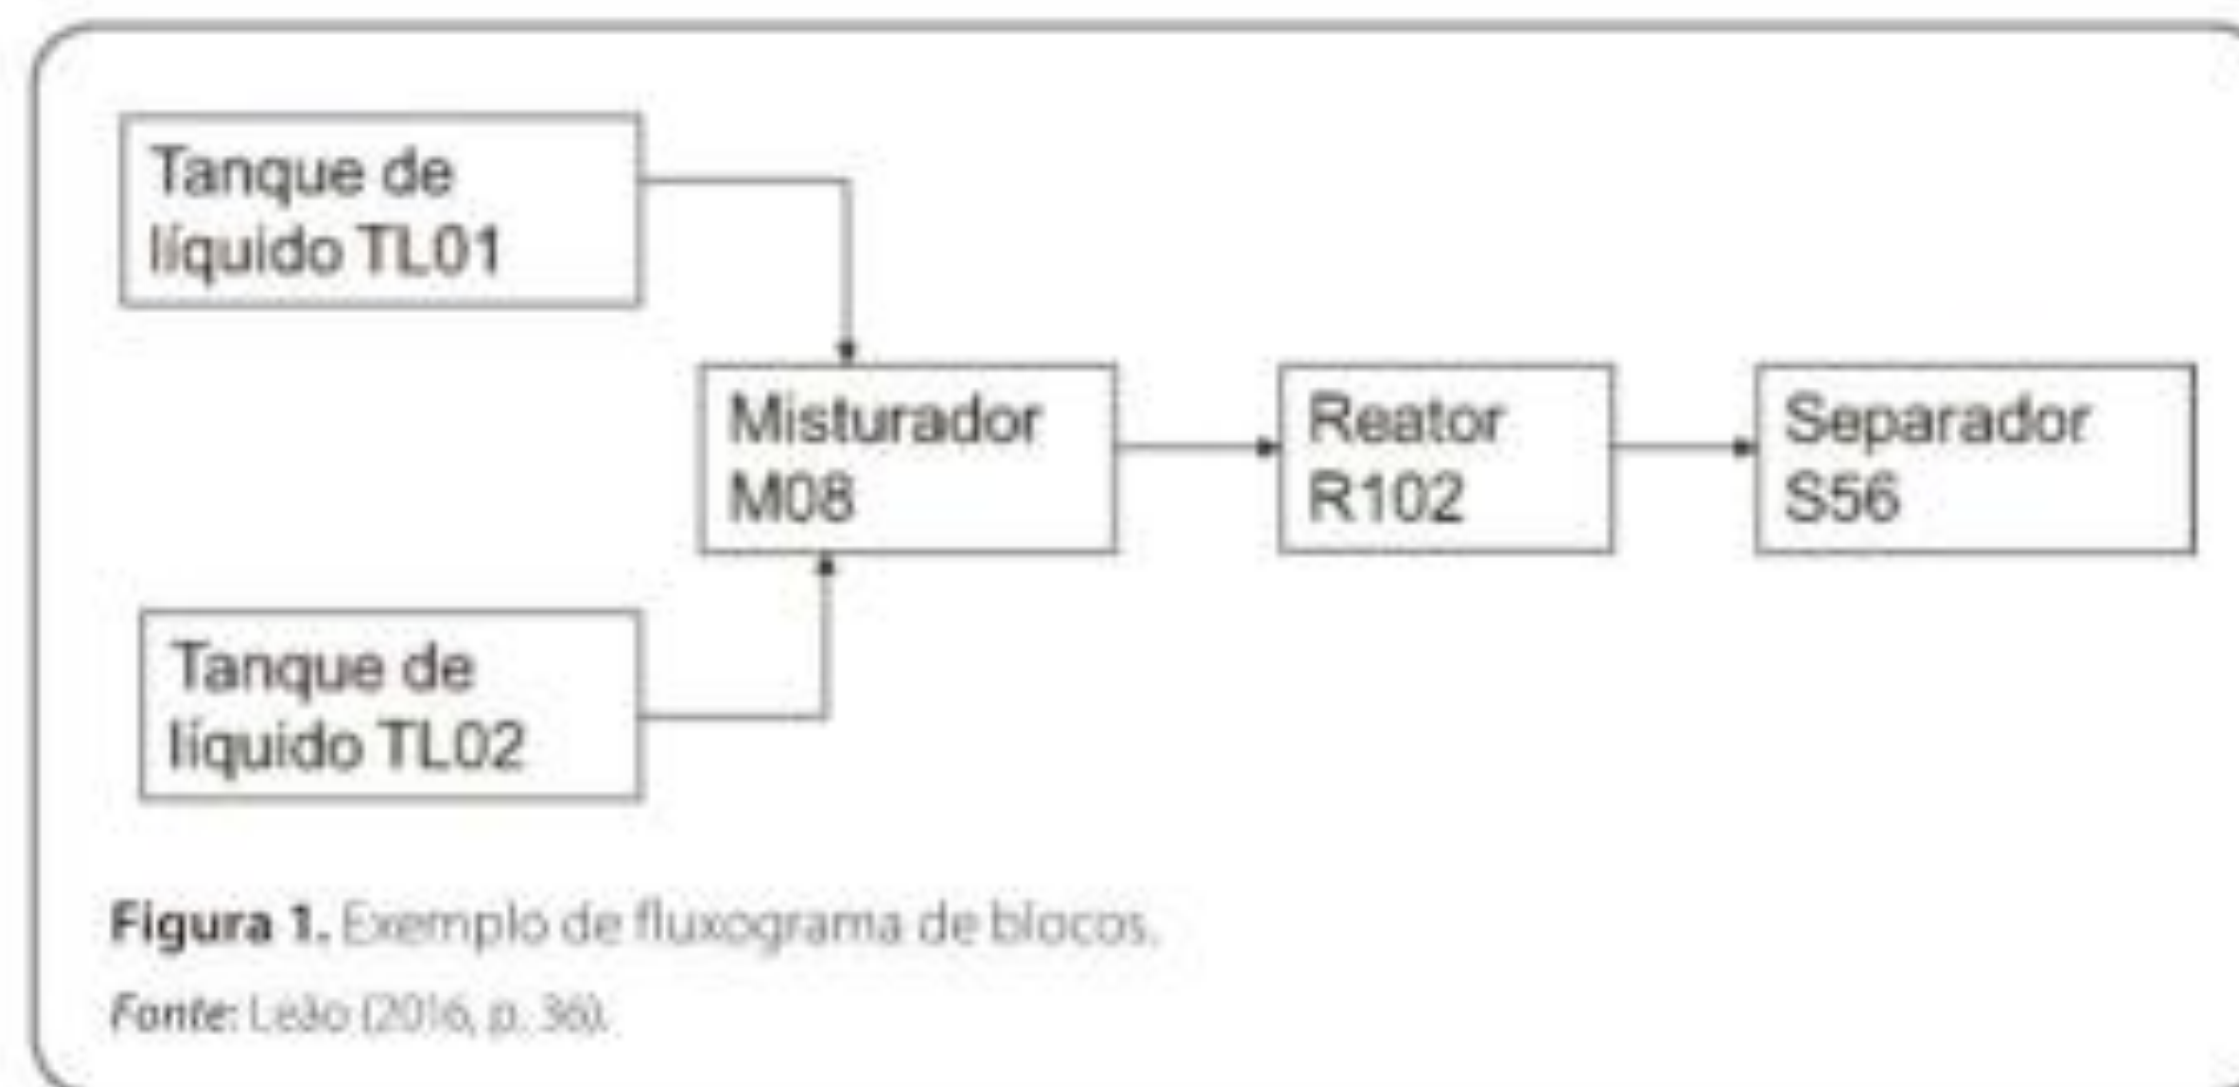 Tanque de
líquido TL01
Misturador
M08
Reator
R102
Separador
S56
Tanque de
líquido TL02
Figura 1. Exemplo de fluxograma de blocos.
Fonte: Leão (2016, p. 36).